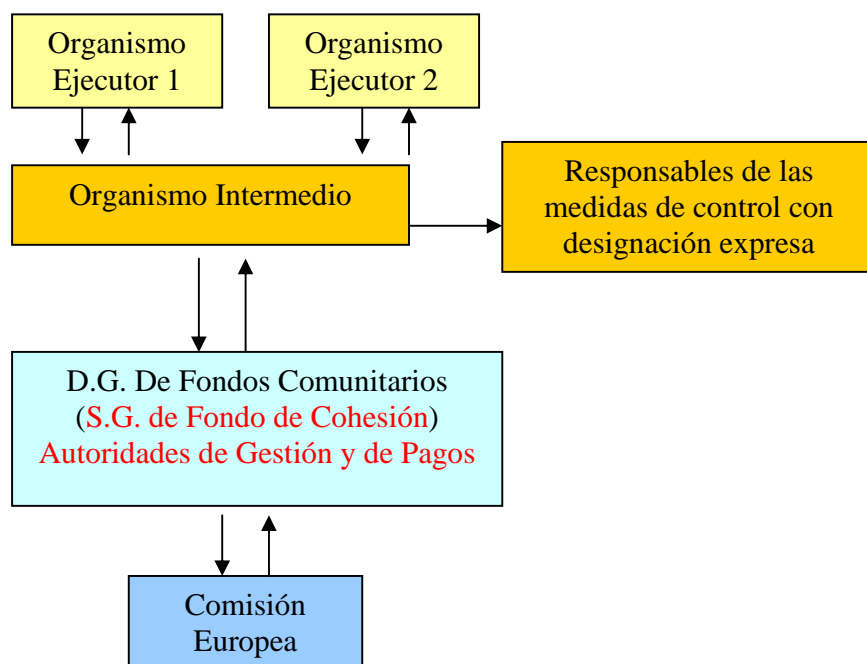 Organismo
Ejecutor 1
Organismo
Ejecutor 2
Organismo Intermedio
Responsables de las
medidas de control con
designación expresa
D.G. De Fondos Comunitarios
(S.G. de Fondo de Cohesión)
Autoridades de Gestión y de Pagos
Comisión
Europea